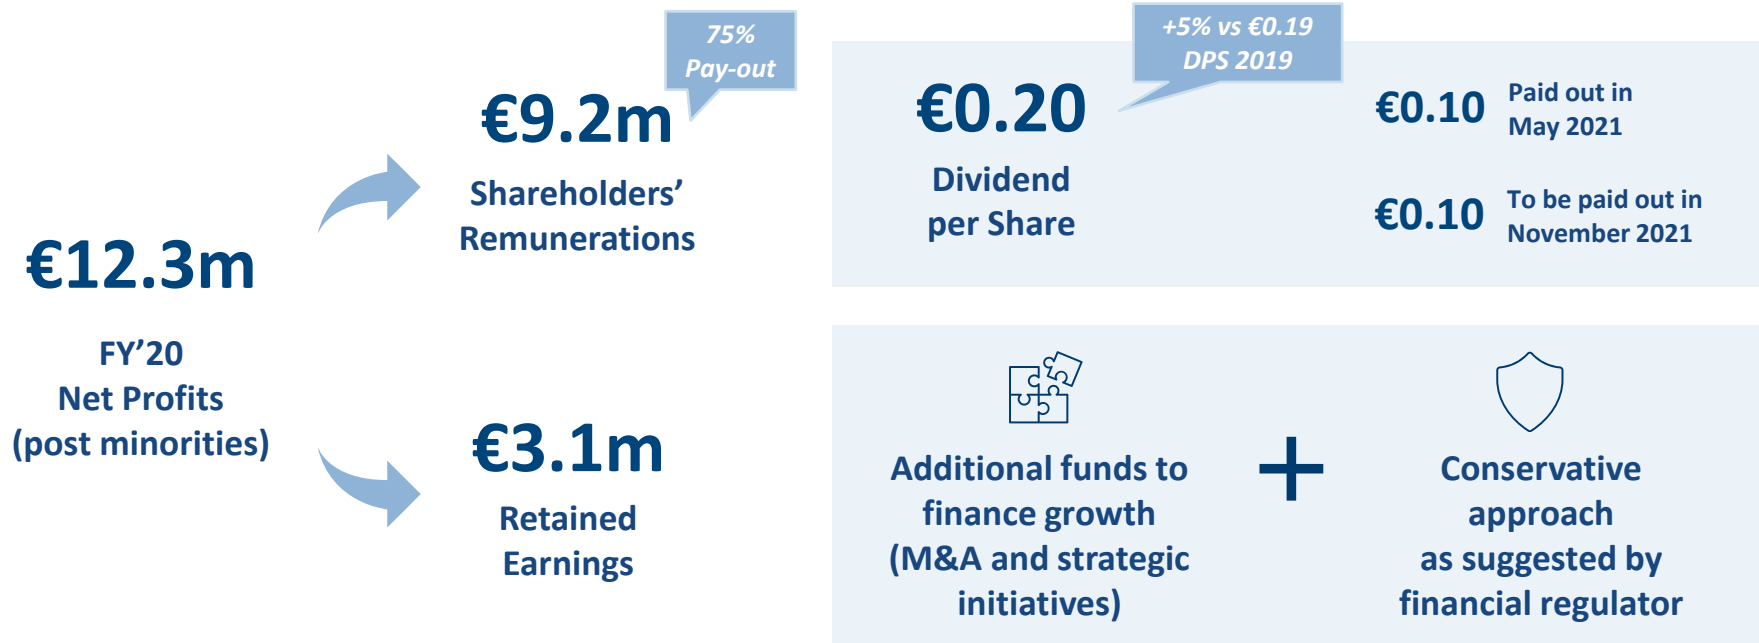 €12.3m
FY’20
Net Profits
(post minorities)
75%
Pay-out
€9.2m
Shareholders’
Remunerations
€3.1m
Retained
Earnings
+5% vs €0.19
DPS 2019
€0.20
Dividend
per Share
€0.10
Paid out in
May 2021
€0.10
To be paid out in
November 2021
Additional funds to
finance growth
(M&A and strategic
initiatives)
+
Conservative
approach
as suggested by
financial regulator